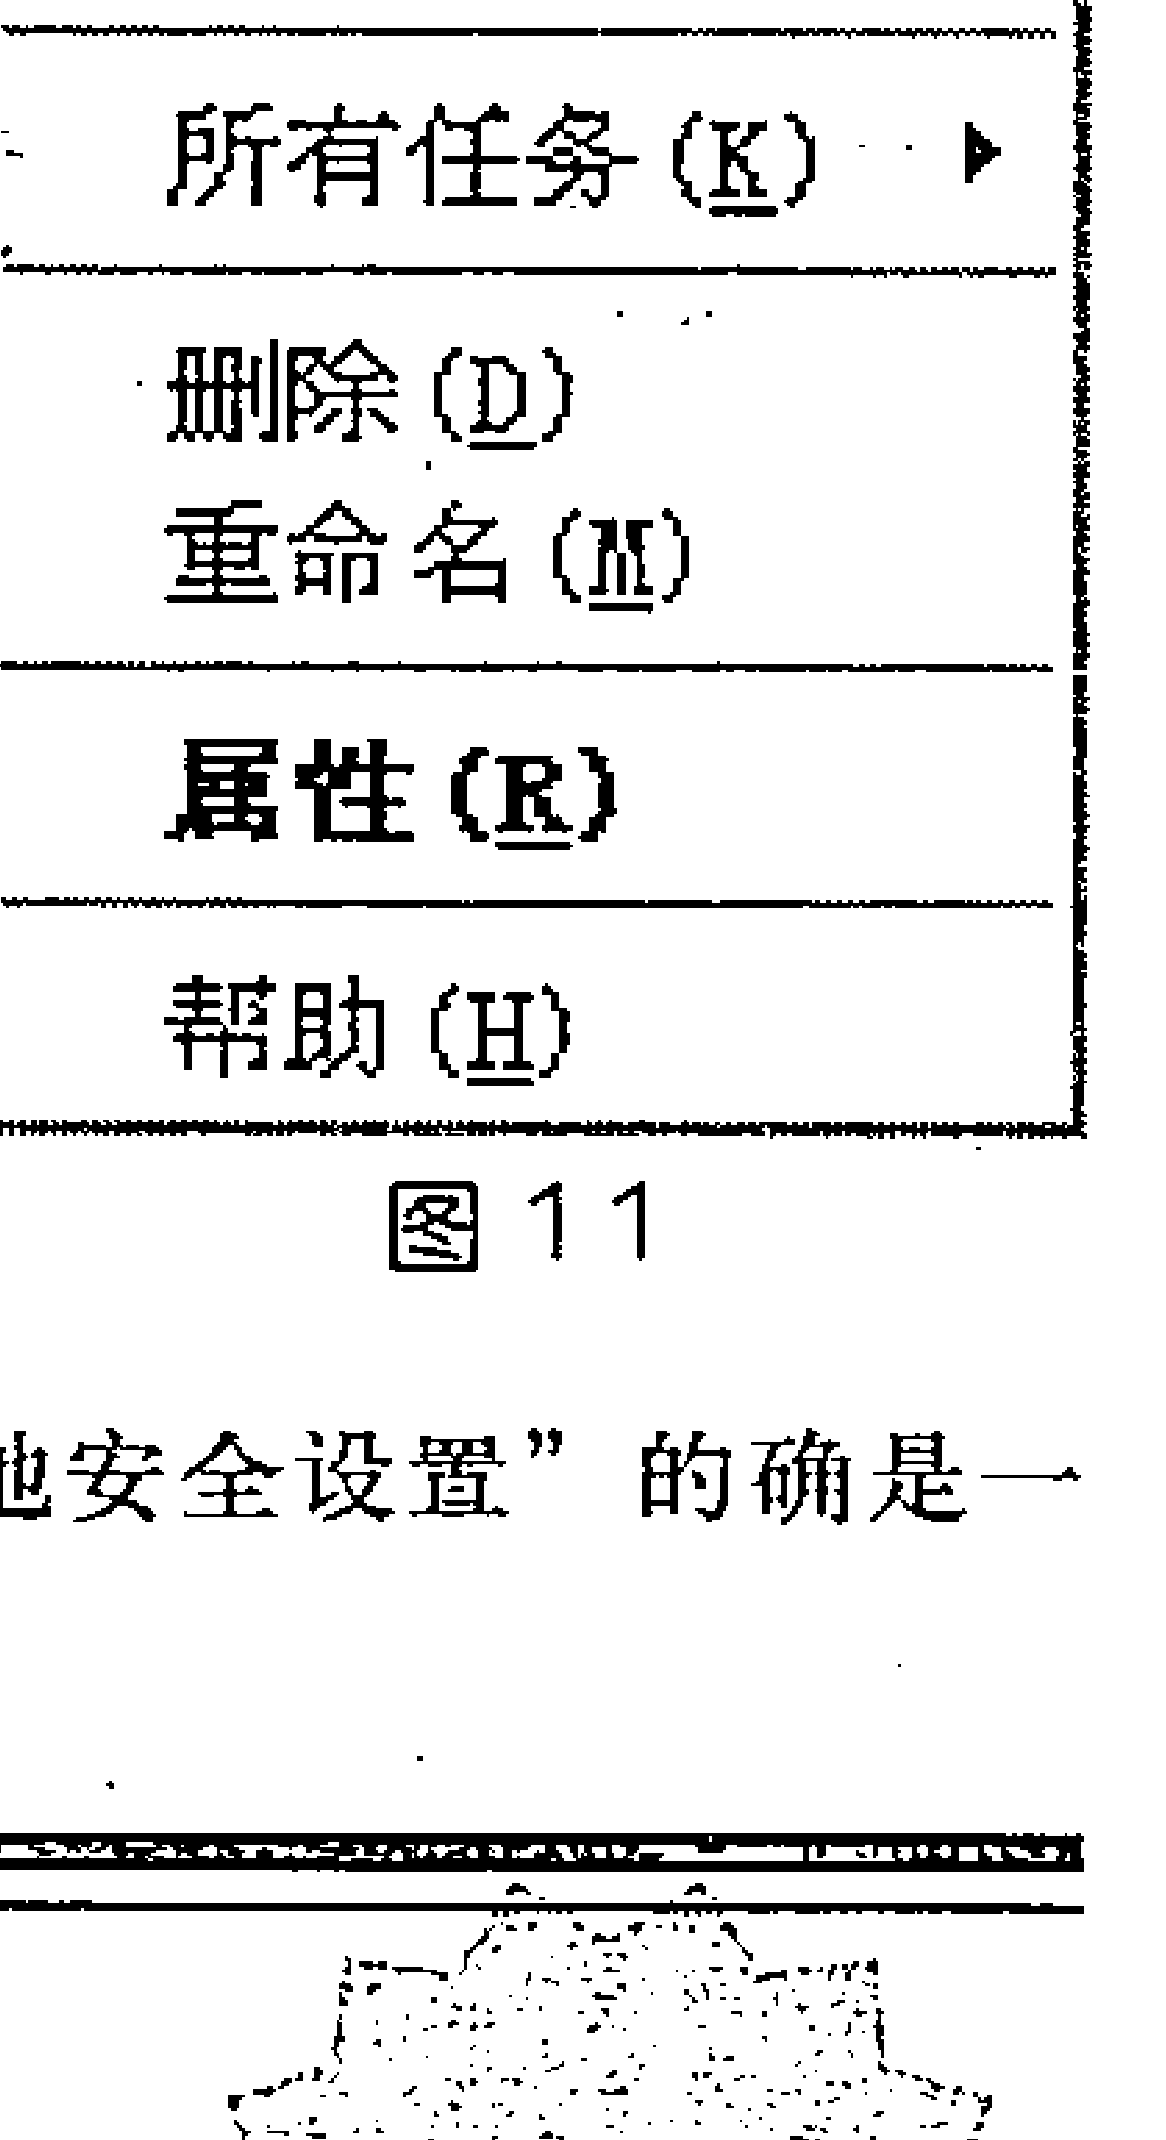 所有任务(K)
删除(D)
重命名(M)
属性(R)
帮助(H)
图 11
地安全设置” 的确是一